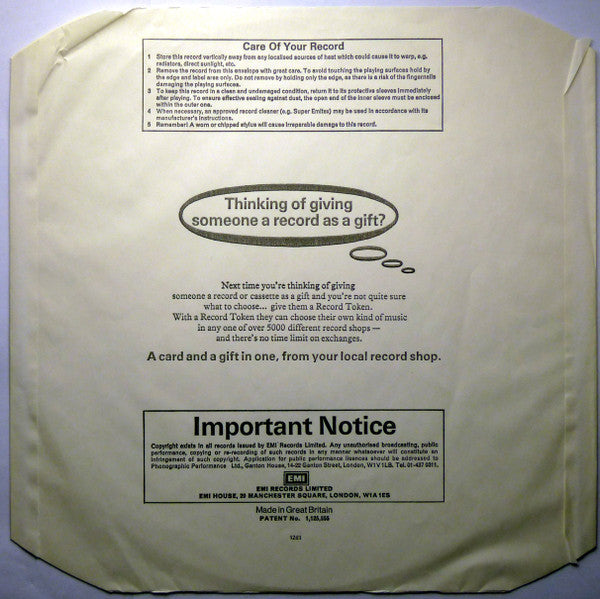 Care Of Your Record
1 Store this record vertically away from any localised sources of heat which could cause it to warp, e.g.
radiators, direct sunlight, etc.
2 Remove the record from this envelope with great care. To avoid touching the playing surfaces hold by
the edge and label area only. Do not remove by holding only the edge, as there is a risk of the fingernails
damaging the playing surfaces.
3 To keep this record in a clean and undamaged condition, return it to its protective sleeves immediately
after playing. To ensure effective sealing against dust, the open end of the inner sleeve must be enclosed
within the outer one.
4 When necessary, an approved record cleaner (e.g. Super Emitex) may be used in accordance with its
manufacturer's instructions.
5 Remember! A worn or chipped stylus will cause irreparable damage to this record.
Thinking of giving
someone a record as a gift?
Next time you're thinking of giving
someone a record or cassette as a gift and you're not quite sure
what to choose... give them a Record Token.
With a Record Token they can choose their own kind of music
in any one of over 5000 different record shops —
and there's no time limit on exchanges.
A card and a gift in one, from your local record shop.
Important Notice
Copyright exists in all records issued by EMI Records Limited. Any unauthorised broadcasting, public
performance, copying or re-recording of such records in any manner whatsoever will constitute an
infringement of such copyright. Application for public performance licences should be addressed to
Phonographic Performance Ltd., Ganton House, 14-22 Ganton Street, London, W1V 1LB. Tel. 01-437 0311.
EMI
EMI RECORDS LIMITED
EMI HOUSE, 20 MANCHESTER SQUARE, LONDON, W1A 1ES
Made in Great Britain
PATENT No. 1,125,555